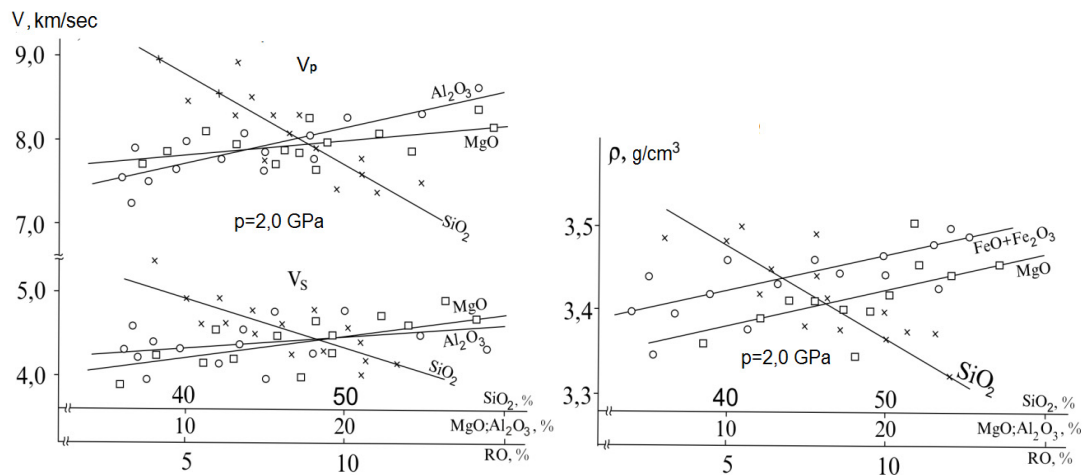 V, km/sec
9,0
Vp
Al2O3
MgO
8,0
SiO2
p=2,0 GPa
7,0
VS
5,0
MgO
Al2O3
SiO2
4,0
40
50
SiO2, %
10
20
MgO;Al2O3, %
5
10
RO, %
ρ, g/cm³
3,5
FeO+Fe2O3
MgO
3,4
p=2,0 GPa
SiO2
3,3
40
50
SiO2, %
10
20
MgO;Al2O3, %
5
10
RO, %